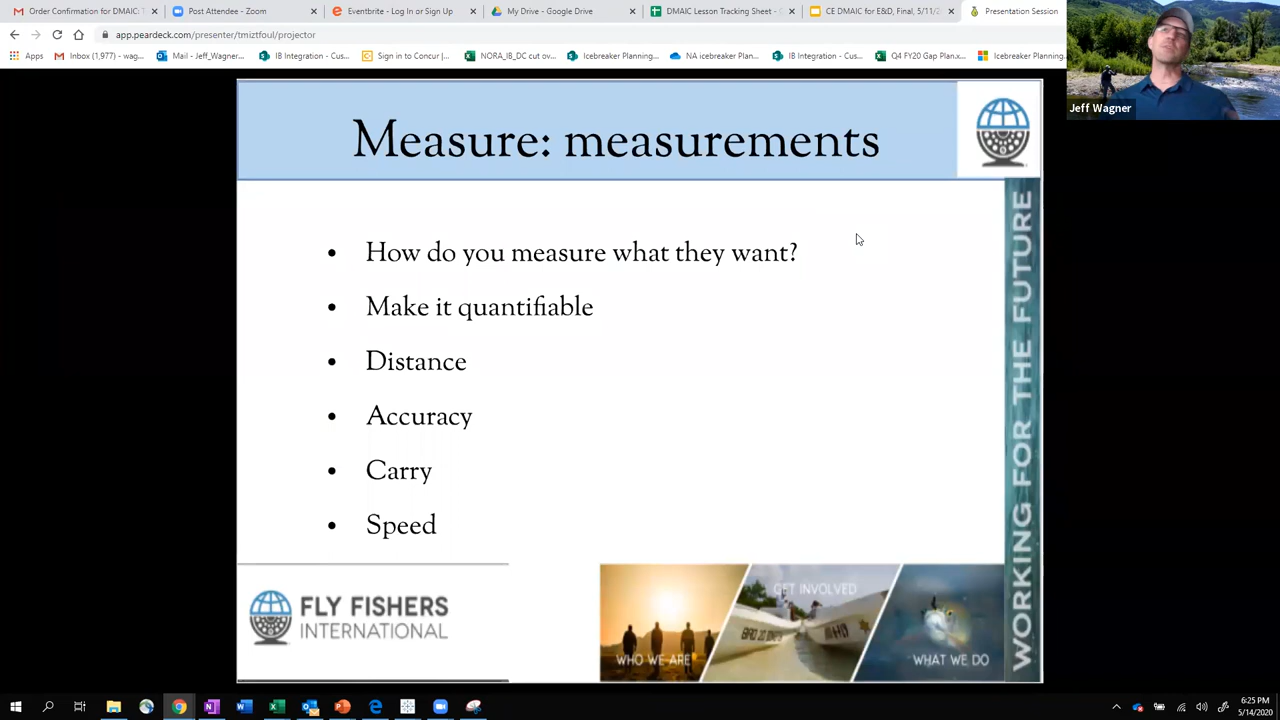 Order Confirmation for DMAIC:
Post Attendee - Zoom
Eventbrite - Log In or Sign Up
My Drive - Google Drive
DMAIC Lesson Tracking Sheet - G
CE DMAIC for E&D, Final, 5/11/2
Presentation Session
app.peardeck.com/presenter/tmiztfoul/projector
Apps
Inbox (1,977) - wag...
Mail - Jeff_Wagner...
IB Integration - Cus...
Sign in to Concur |...
NORA_IB_DC cut ov...
Icebreaker Planning...
NA icebreaker Plan...
IB Integration - Cus...
Q4 FY20 Gap Plan.x...
Icebreaker Planning...
Jeff Wagner
Measure: measurements
• How do you measure what they want?
• Make it quantifiable
• Distance
• Accuracy
• Carry
• Speed
WORKING FOR THE FUTURE
FLY FISHERS
INTERNATIONAL
WHO WE ARE
GET INVOLVED
WHAT WE DO
6:25 PM
5/14/2020